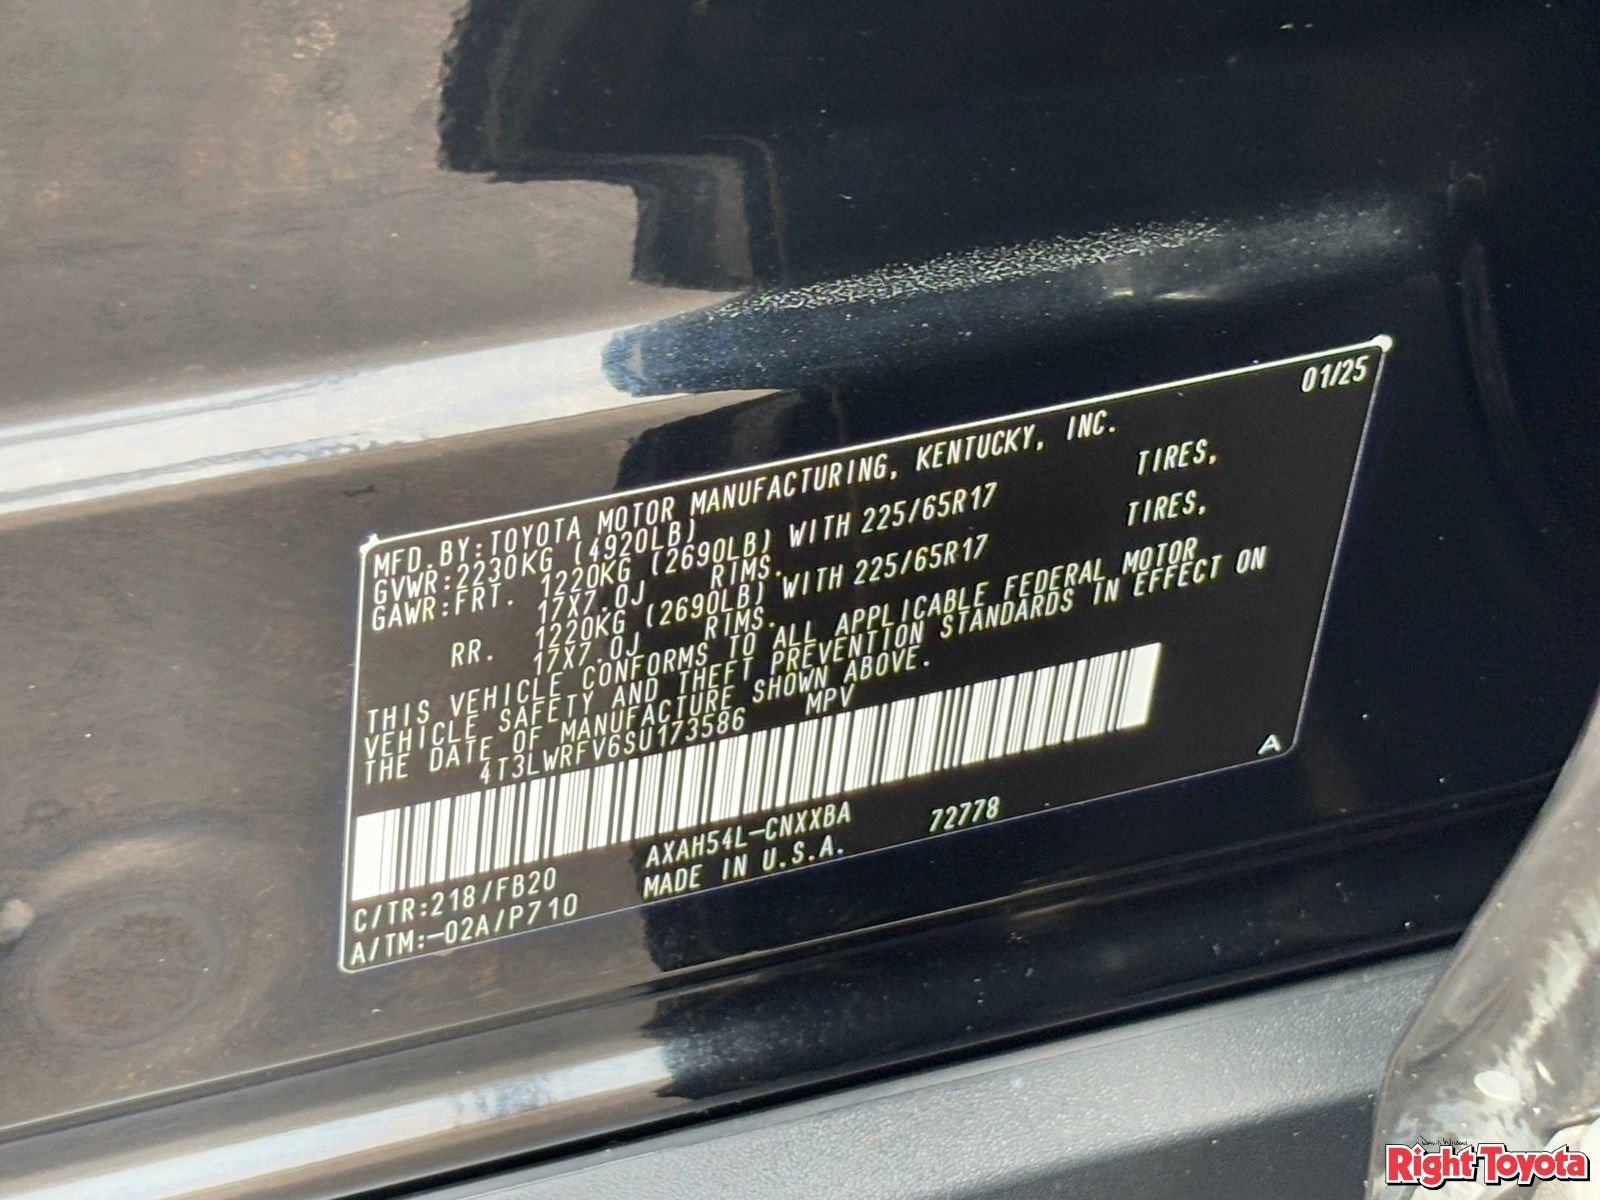 01/25
MFD.BY:TOYOTA MOTOR MANUFACTURING, KENTUCKY, INC.
GVWR:2230KG (4920LB)
GAWR:FRT. 1220KG (2690LB) WITH 225/65R17 TIRES,
17X7.0J RIMS.
RR. 1220KG (2690LB) WITH 225/65R17 TIRES,
17X7.0J RIMS.
THIS VEHICLE CONFORMS TO ALL APPLICABLE FEDERAL MOTOR
VEHICLE SAFETY AND THEFT PREVENTION STANDARDS IN EFFECT ON
THE DATE OF MANUFACTURE SHOWN ABOVE.
4T3LWRFV6SU173586 MPV
A
C/TR:218/FB20 AXAH54L-CNXXBA 72778
A/TM:-02A/P710 MADE IN U.S.A.
David Wilson's
Right Toyota